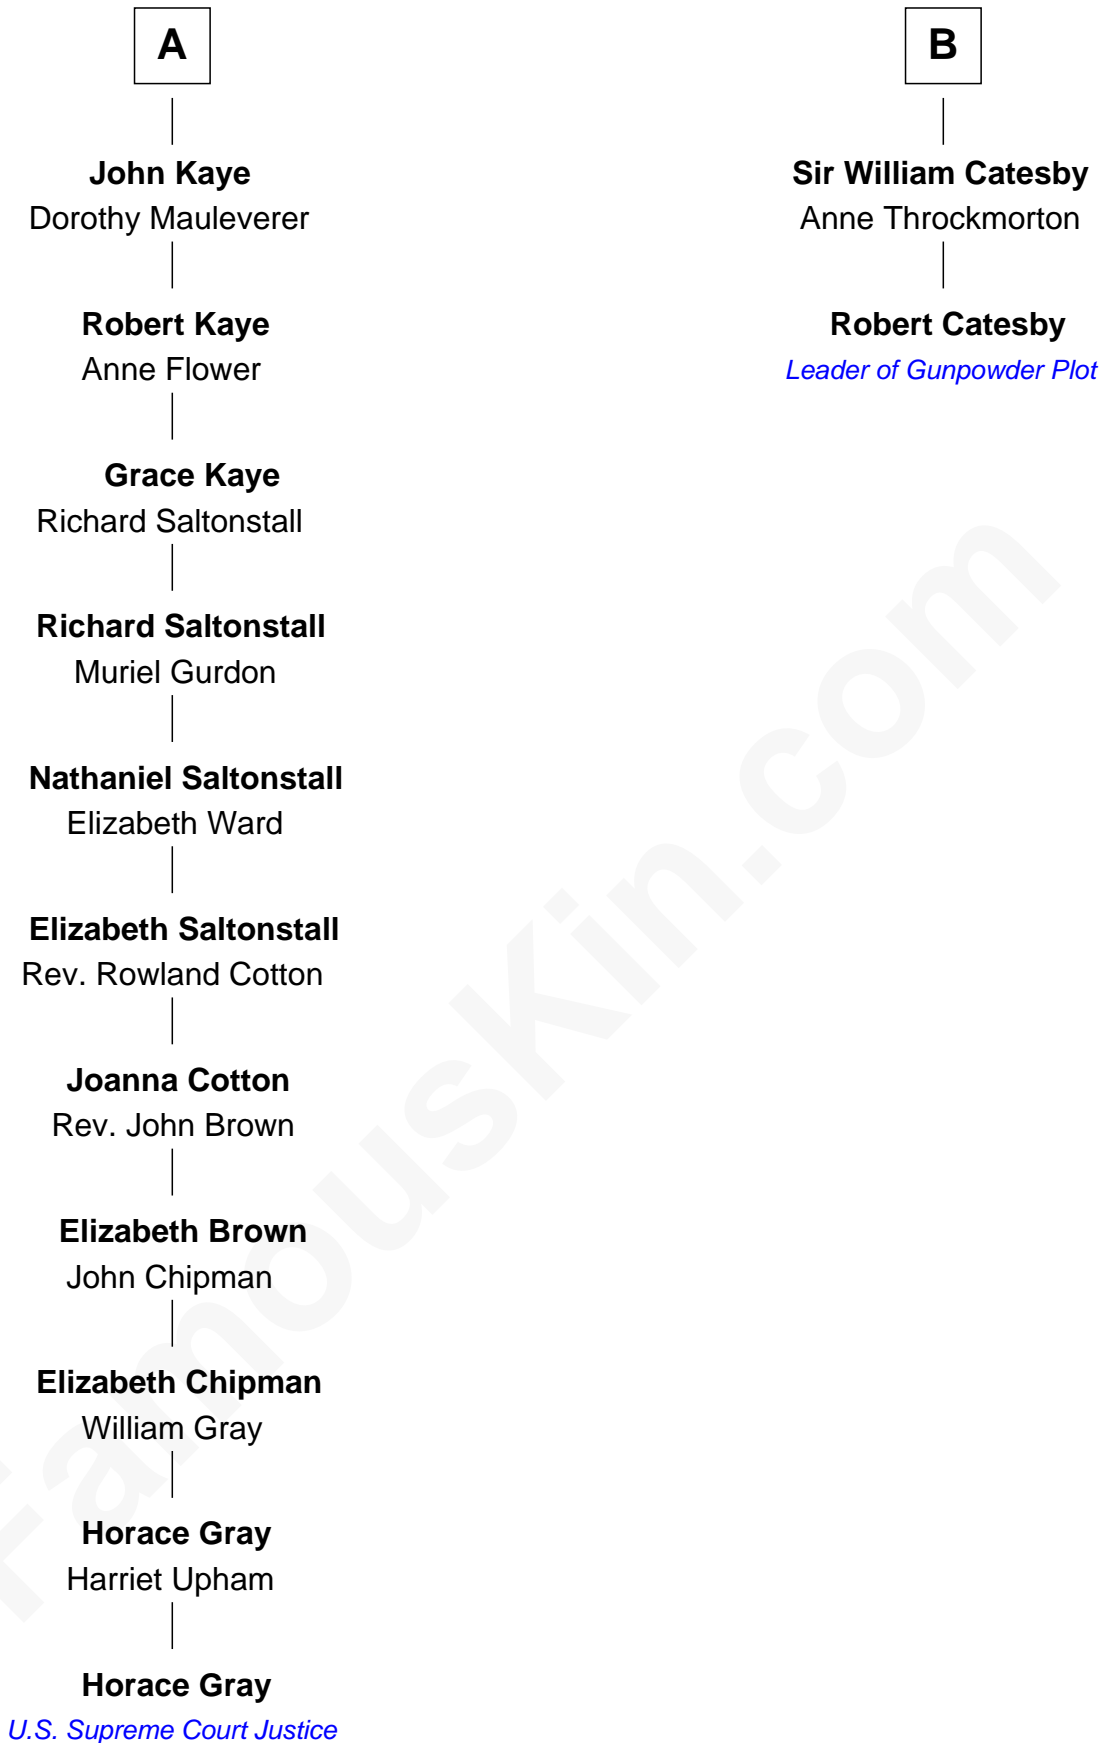 A
John Kaye
Dorothy Mauleverer
Robert Kaye
Anne Flower
Grace Kaye
Richard Saltonstall
Richard Saltonstall
Muriel Gurdon
Nathaniel Saltonstall
Elizabeth Ward
Elizabeth Saltonstall
Rev. Rowland Cotton
Joanna Cotton
Rev. John Brown
Elizabeth Brown
John Chipman
Elizabeth Chipman
William Gray
Horace Gray
Harriet Upham
Horace Gray
U.S. Supreme Court Justice
B
Sir William Catesby
Anne Throckmorton
Robert Catesby
Leader of Gunpowder Plot
FamousKin.com